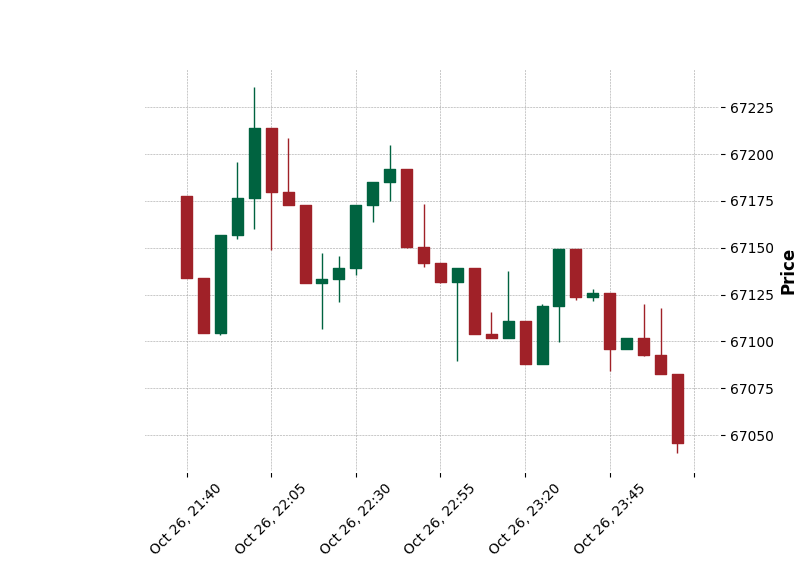 67225
67200
67175
67150
67125
67100
67075
67050
Price
Oct 26, 21:40
Oct 26, 22:05
Oct 26, 22:30
Oct 26, 22:55
Oct 26, 23:20
Oct 26, 23:45